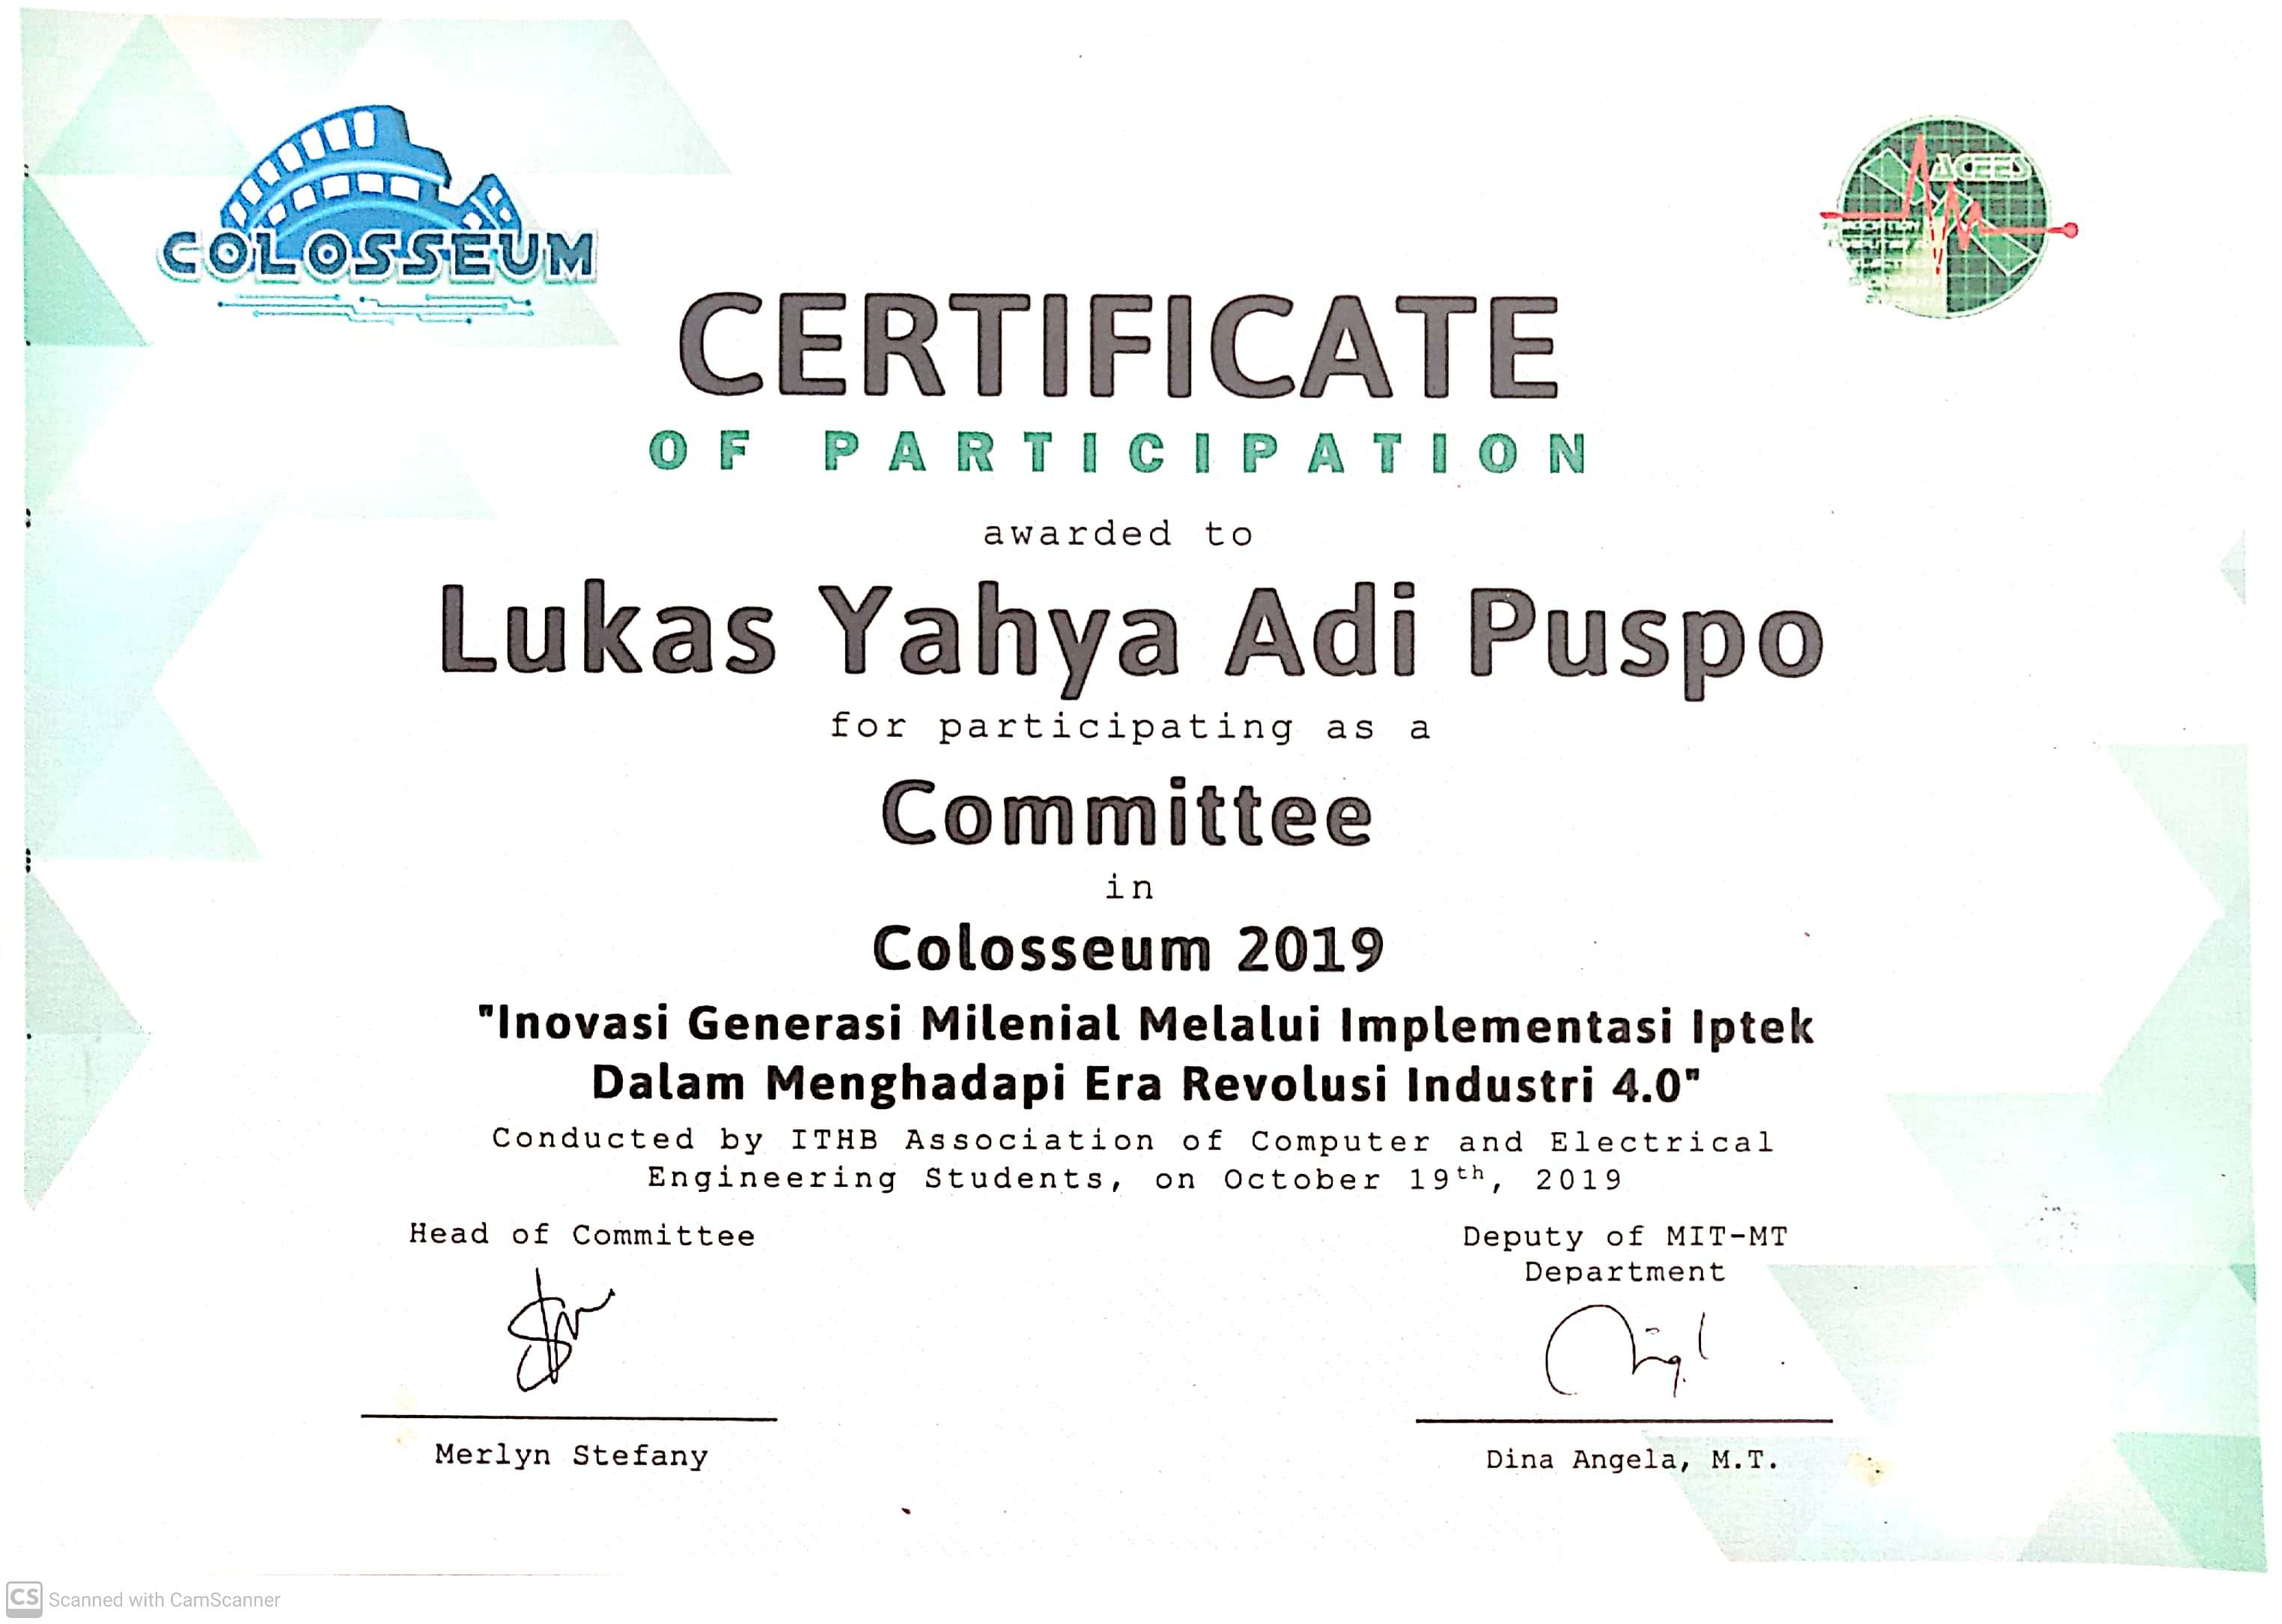 COLOSSEUM
ACEES
CERTIFICATE
OF PARTICIPATION
awarded to
Lukas Yahya Adi Puspo
for participating as a
Committee
in
Colosseum 2019
"Inovasi Generasi Milenial Melalui Implementasi Iptek
Dalam Menghadapi Era Revolusi Industri 4.0"
Conducted by ITHB Association of Computer and Electrical
Engineering Students, on October 19th, 2019
Head of Committee
Deputy of MIT-MT
Department
Merlyn Stefany
Dina Angela, M.T.
CS Scanned with CamScanner